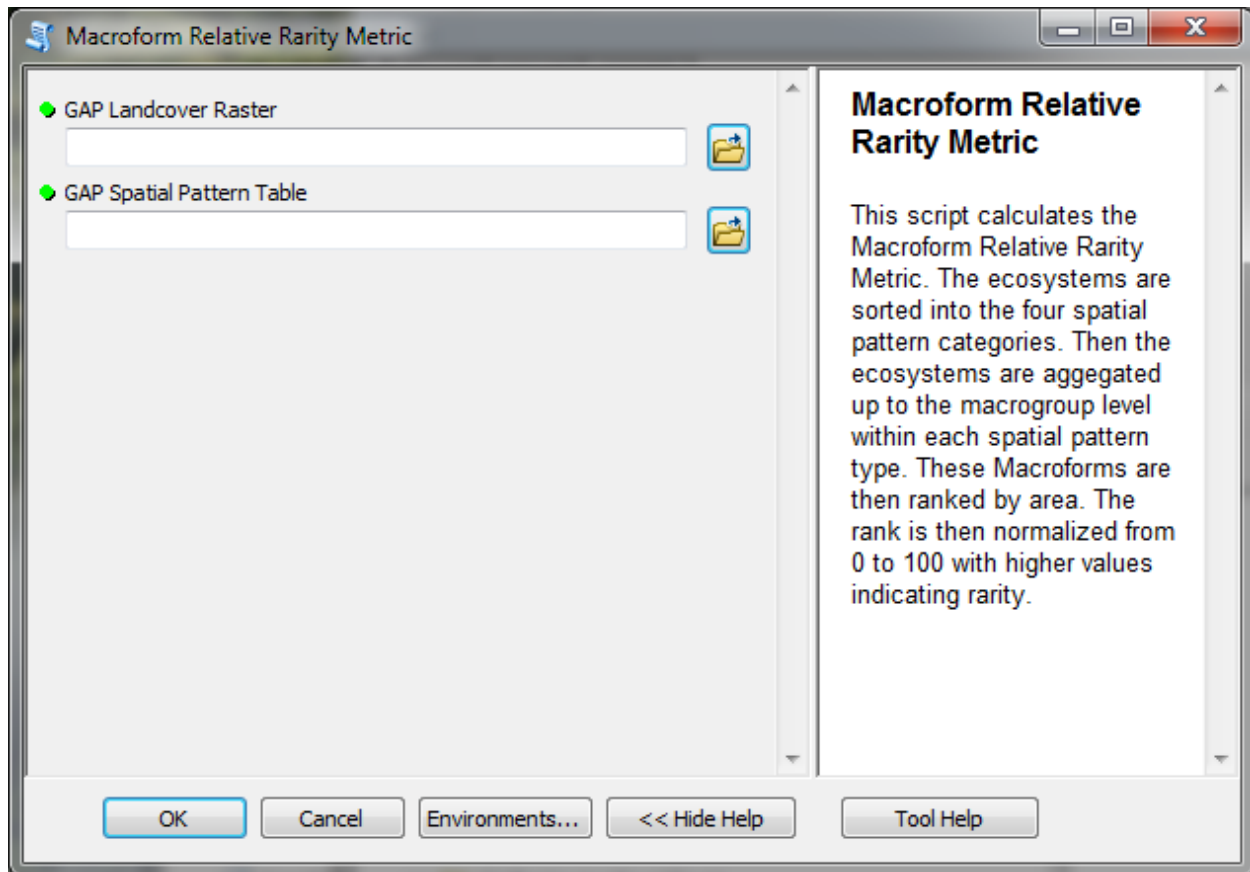 Macroform Relative Rarity Metric
GAP Landcover Raster
GAP Spatial Pattern Table
Macroform Relative
Rarity Metric
This script calculates the
Macroform Relative Rarity
Metric. The ecosystems are
sorted into the four spatial
pattern categories. Then the
ecosystems are aggegated
up to the macrogroup level
within each spatial pattern
type. These Macroforms are
then ranked by area. The
rank is then normalized from
0 to 100 with higher values
indicating rarity.
OK
Cancel
Environments...
<< Hide Help
Tool Help